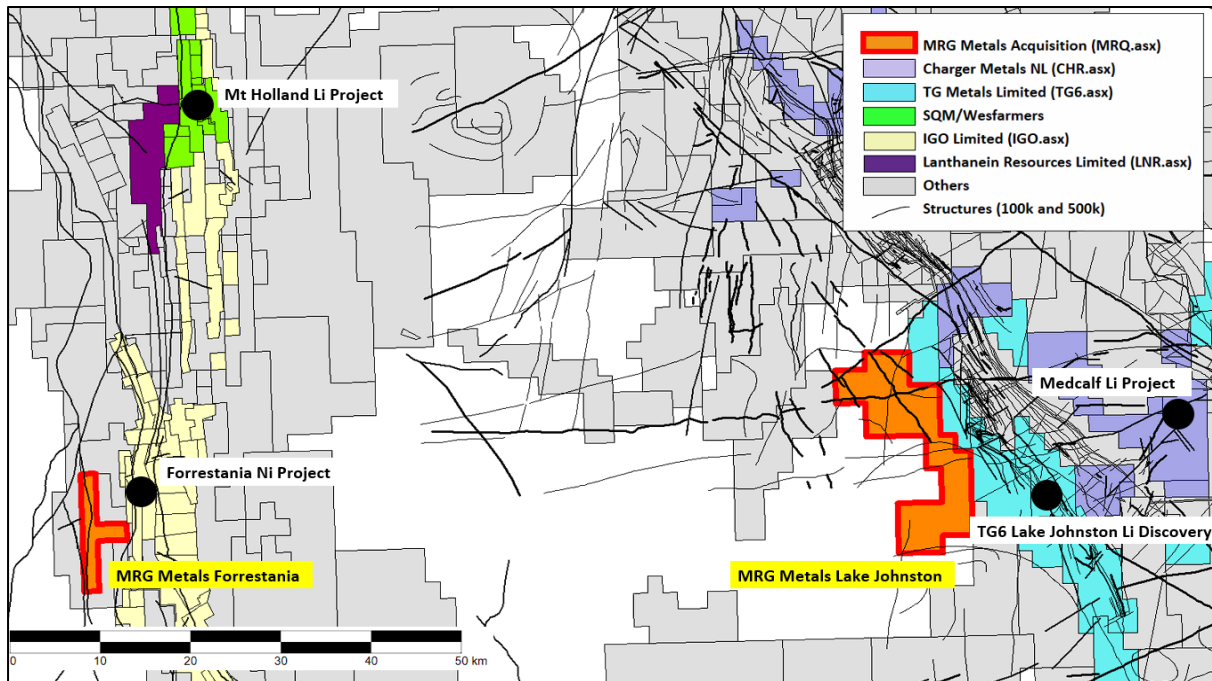 MRG Metals Acquisition (MRQ.asx)
Charger Metals NL (CHR.asx)
TG Metals Limited (TG6.asx)
SQM/Wesfarmers
IGO Limited (IGO.asx)
Lanthanein Resources Limited (LNR.asx)
Others
Structures (100k and 500k)
Mt Holland Li Project
Medcalf Li Project
Forrestania Ni Project
TG6 Lake Johnston Li Discovery
MRG Metals Forrestania
MRG Metals Lake Johnston
0 10 20 30 40 50 km